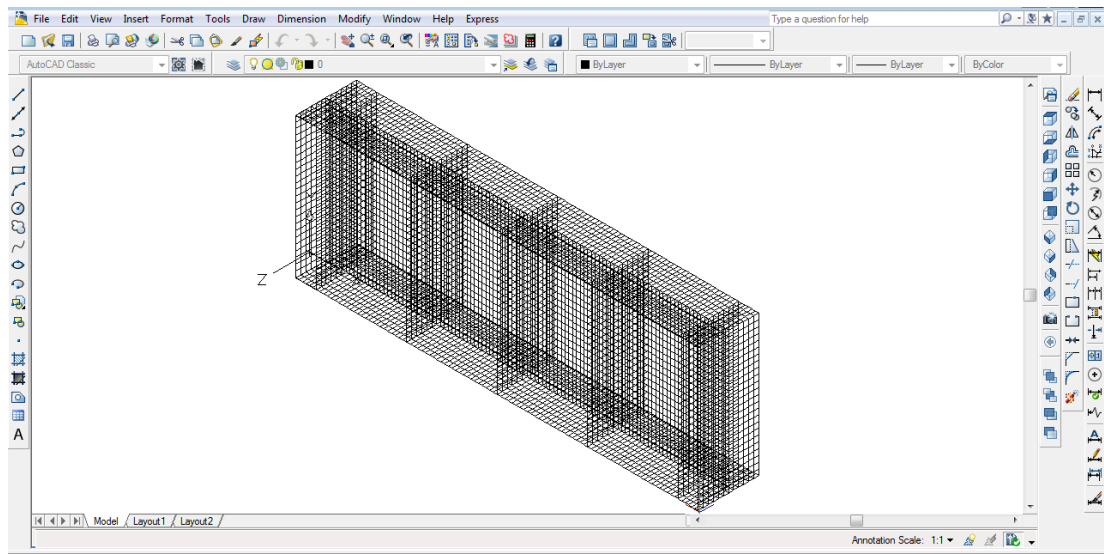 File Edit View Insert Format Tools Draw Dimension Modify Window Help Express Type a question for help
AutoCAD Classic 0 ByLayer ByLayer ByLayer ByColor
Z
A
Model Layout1 Layout2
Annotation Scale: 1:1